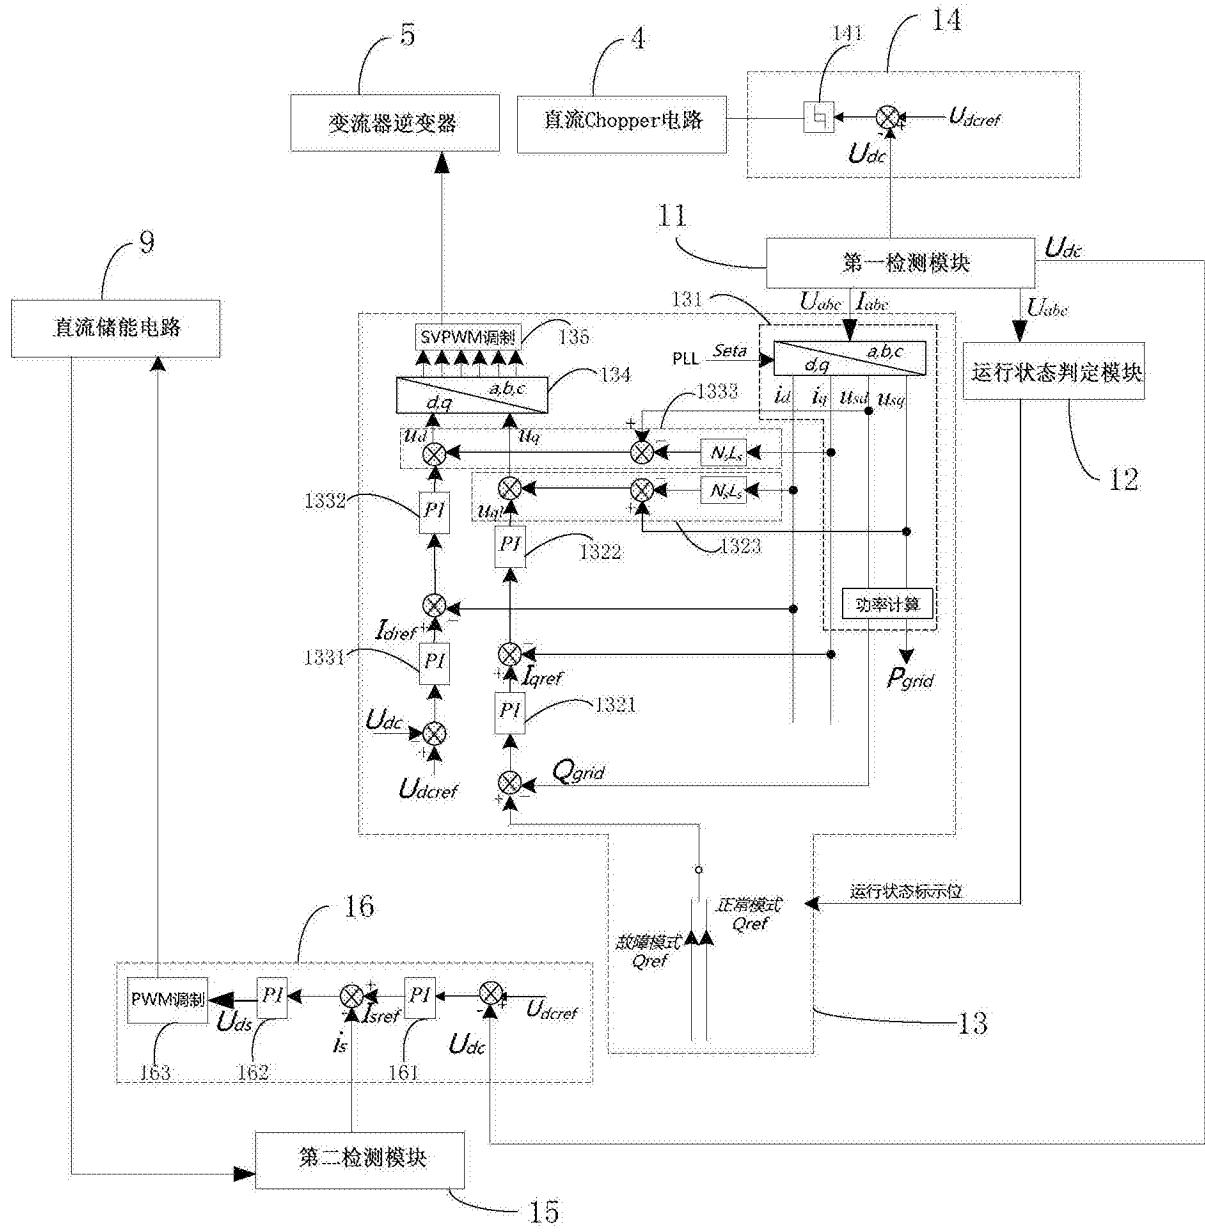 5
4
141
14
变流器逆变器
直流Chopper电路
Udcref
+
-
Udc
11
9
第一检测模块
Udc
直流储能电路
131
Uabc
Iabc
Uabc
SVPWM调制
135
PLL
Seta
a,b,c
d,q
运行状态判定模块
a,b,c
d,q
134
1333
id
iq
usd
usq
ud
uq
+
-
NsLs
12
1332
PI
NsLs
+
uq1
PI
1322
1323
功率计算
Idref
+
-
1331
PI
-
+
Iqref
Pgrid
PI
1321
Udc
-
+
Udcref
Qgrid
+
-
运行状态标示位
正常模式
Qref
故障模式
Qref
16
13
PWM调制
PI
+
Isref
PI
+
-
Udcref
Uds
-
is
Udc
163
162
161
第二检测模块
15